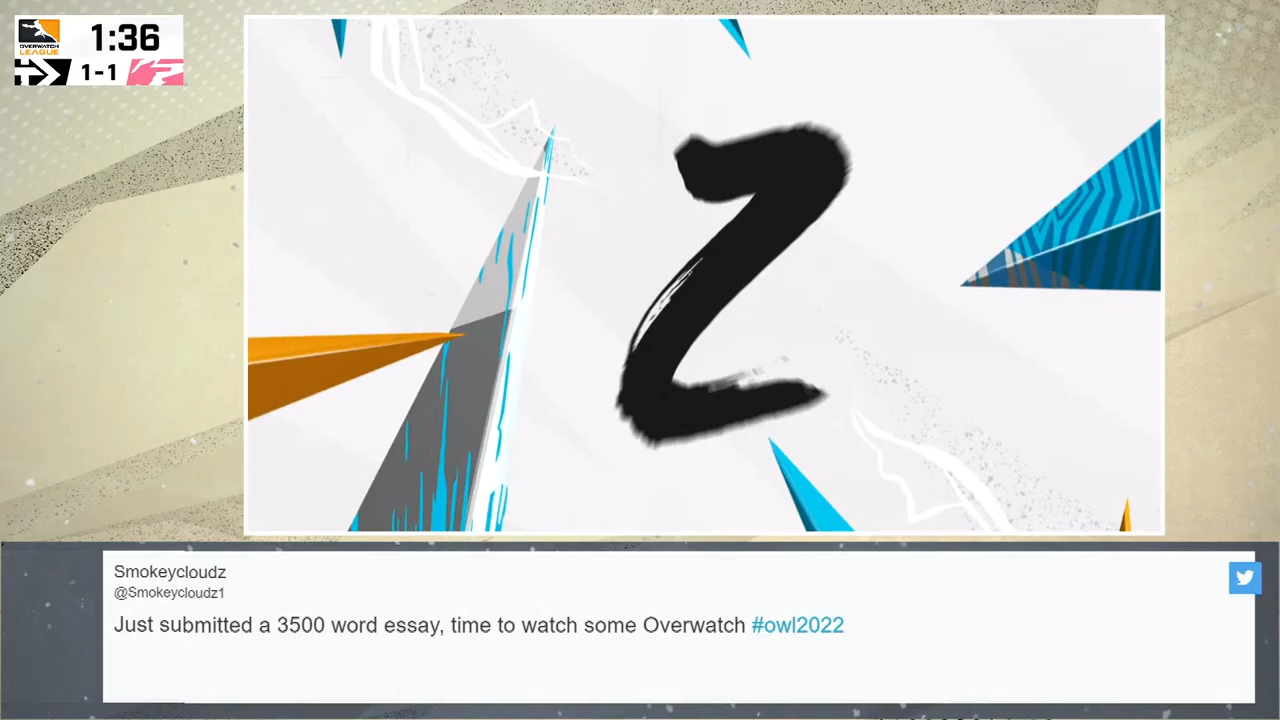 OVERWATCH
LEAGUE
1:36
1-1
2
Smokeycloudz
@Smokeycloudz1
Just submitted a 3500 word essay, time to watch some Overwatch #owl2022